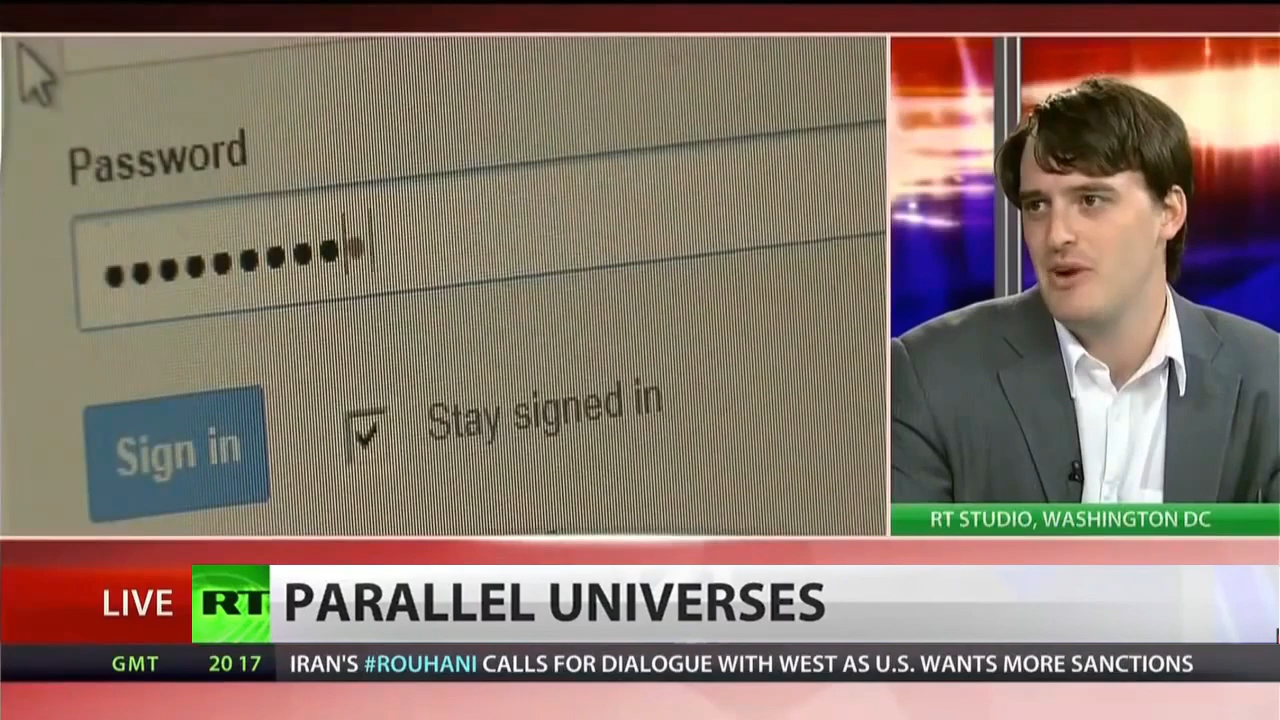 Password
Sign in
Stay signed in
RT STUDIO, WASHINGTON DC
LIVE
RT
PARALLEL UNIVERSES
GMT 20 17
IRAN'S #ROUHANI CALLS FOR DIALOGUE WITH WEST AS U.S. WANTS MORE SANCTIONS